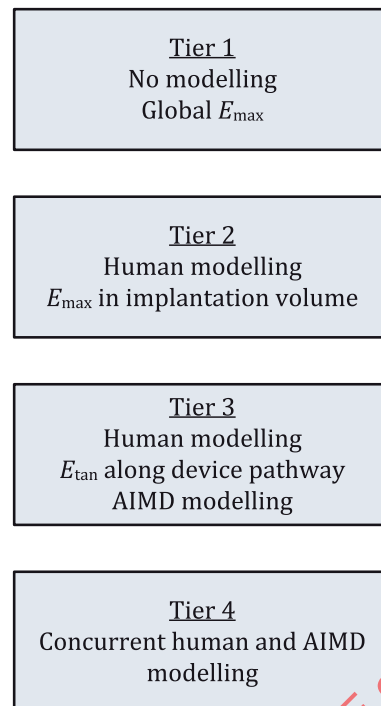 Tier 1
No modelling
Global Emax
Tier 2
Human modelling
Emax in implantation volume
Tier 3
Human modelling
Etan along device pathway
AIMD modelling
Tier 4
Concurrent human and AIMD
modelling